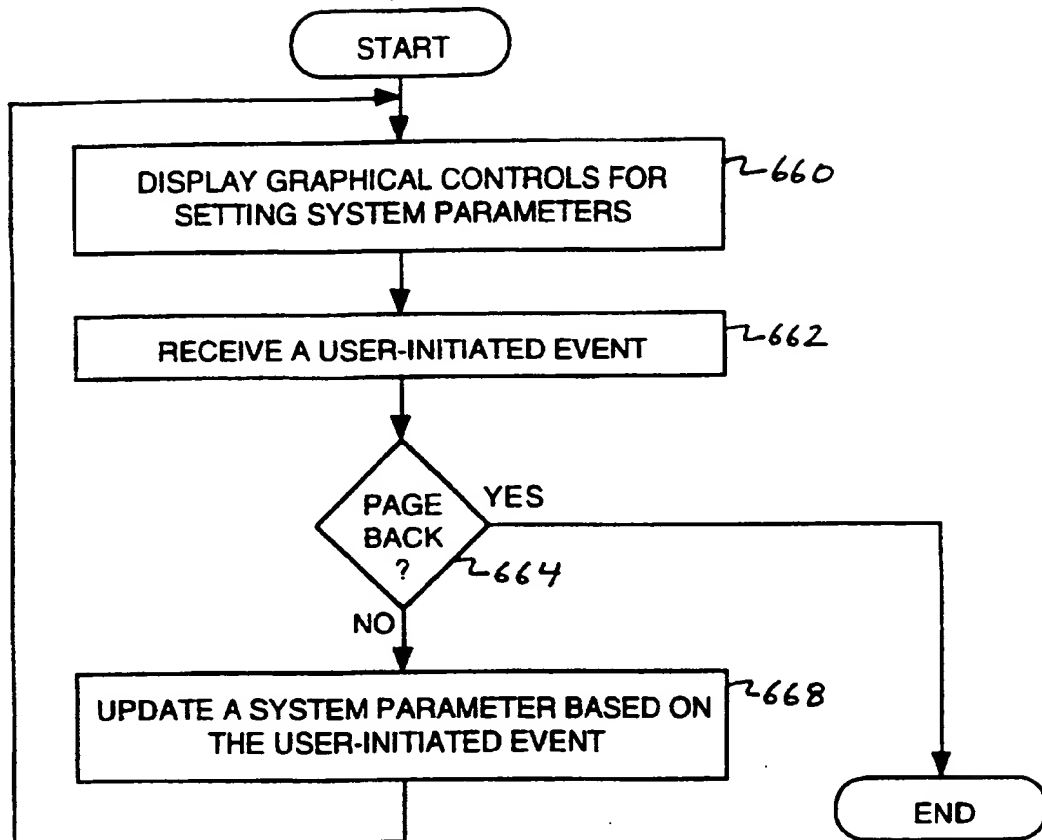 START
DISPLAY GRAPHICAL CONTROLS FOR
SETTING SYSTEM PARAMETERS
660
RECEIVE A USER-INITIATED EVENT
662
PAGE
BACK
?
YES
664
NO
UPDATE A SYSTEM PARAMETER BASED ON
THE USER-INITIATED EVENT
668
END